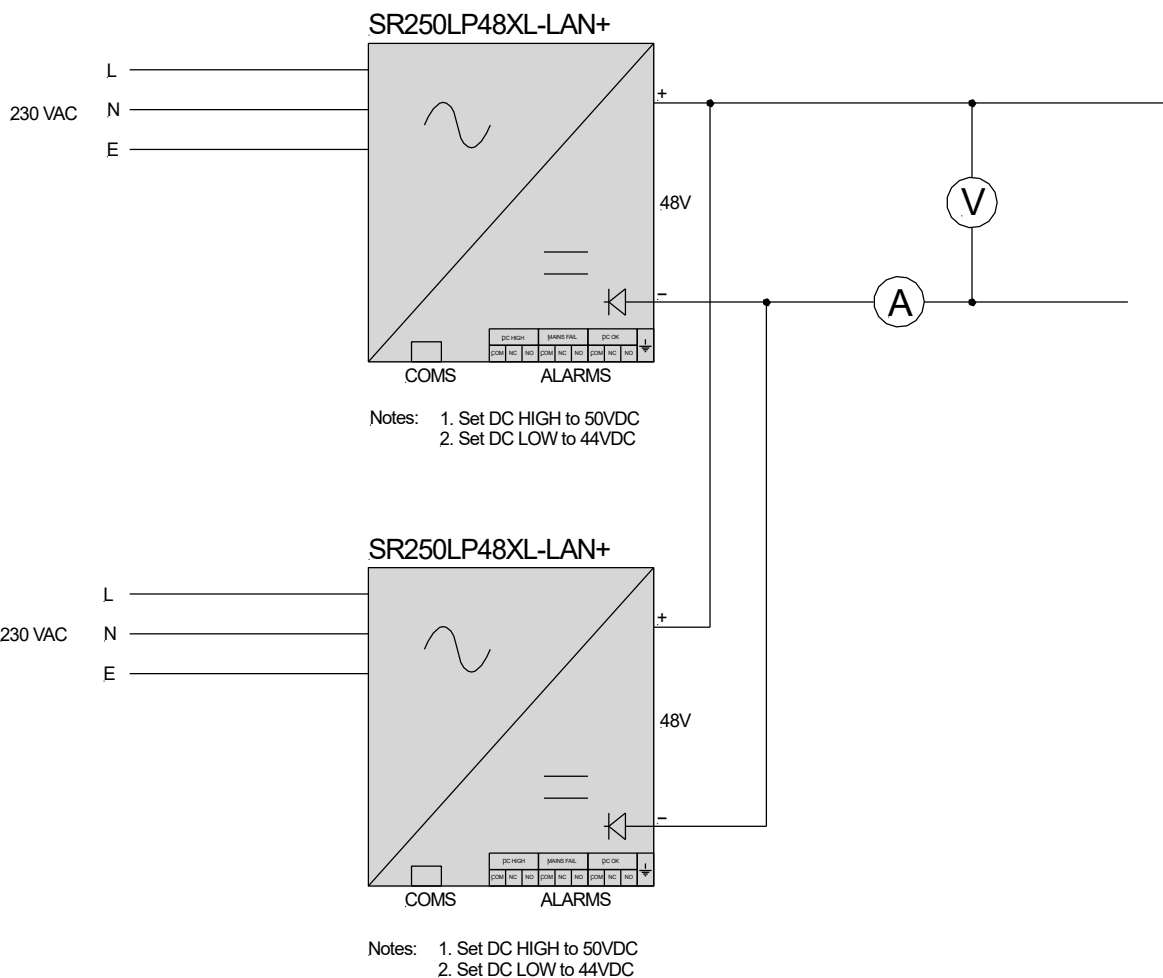 SR250LP48XL-LAN+
L
230 VAC
N
E
+
48V
-
DC HIGH MAINS FAIL DC OK
COM NC NO COM NC NO COM NC NO
COMS ALARMS
V
A
Notes: 1. Set DC HIGH to 50VDC
2. Set DC LOW to 44VDC
SR250LP48XL-LAN+
L
230 VAC
N
E
+
48V
-
DC HIGH MAINS FAIL DC OK
COM NC NO COM NC NO COM NC NO
COMS ALARMS
Notes: 1. Set DC HIGH to 50VDC
2. Set DC LOW to 44VDC